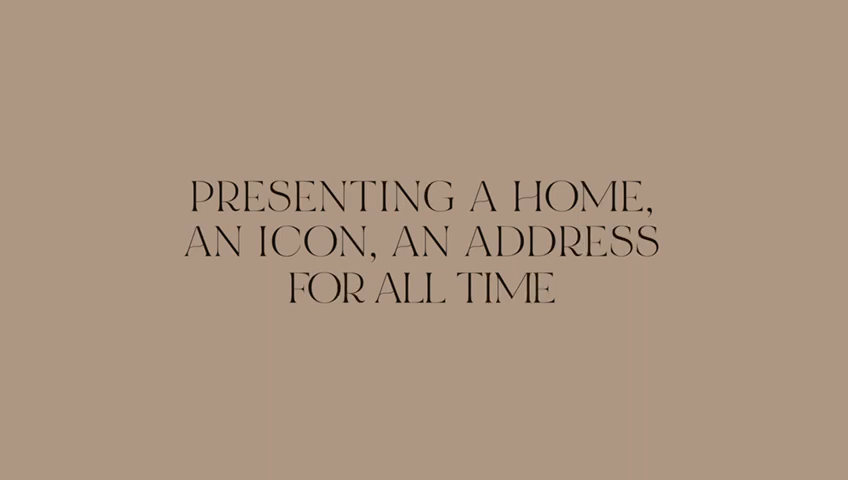 PRESENTING A HOME,
AN ICON, AN ADDRESS
FOR ALL TIME